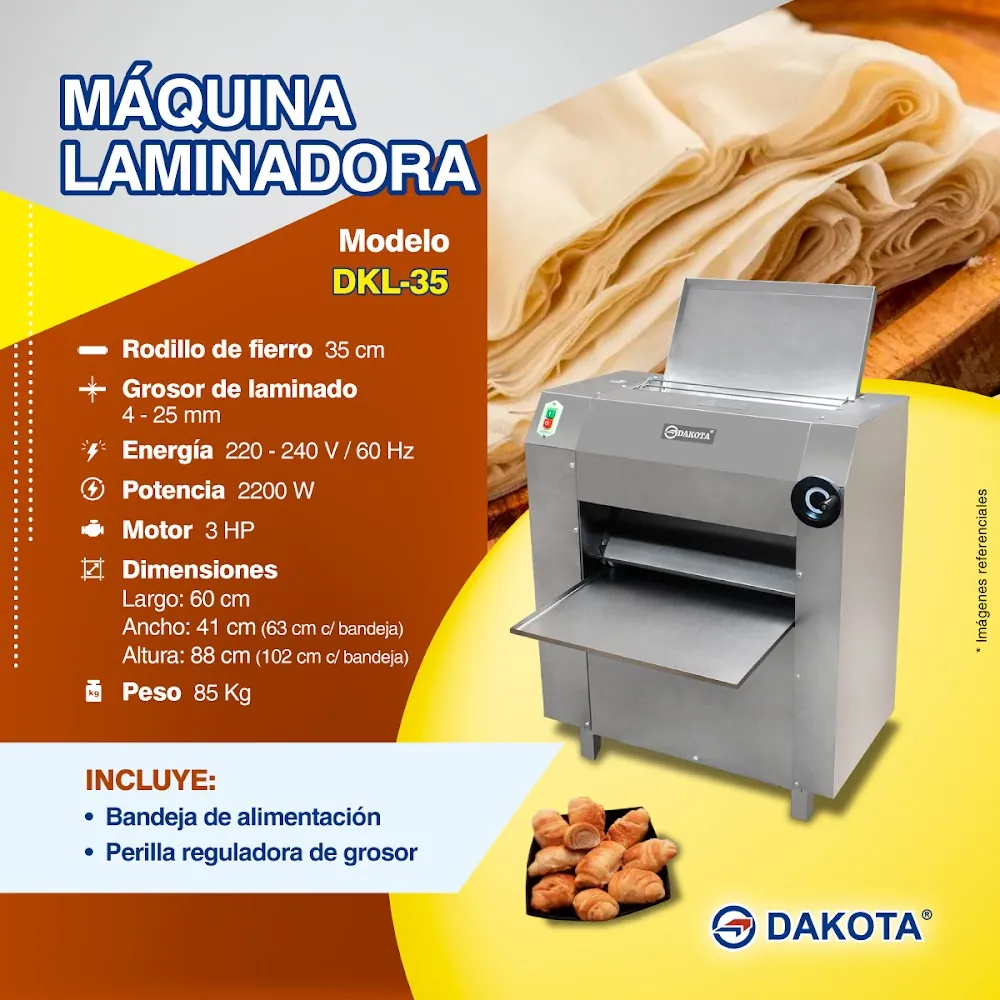 MÁQUINA
LAMINADORA
Modelo
DKL-35
Rodillo de fierro 35 cm
Grosor de laminado
4 - 25 mm
Energía 220 - 240 V / 60 Hz
Potencia 2200 W
Motor 3 HP
Dimensiones
Largo: 60 cm
Ancho: 41 cm (63 cm c/ bandeja)
Altura: 88 cm (102 cm c/ bandeja)
kg
Peso 85 Kg
INCLUYE:
• Bandeja de alimentación
• Perilla reguladora de grosor
DAKOTA®
* Imágenes referenciales
DAKOTA®